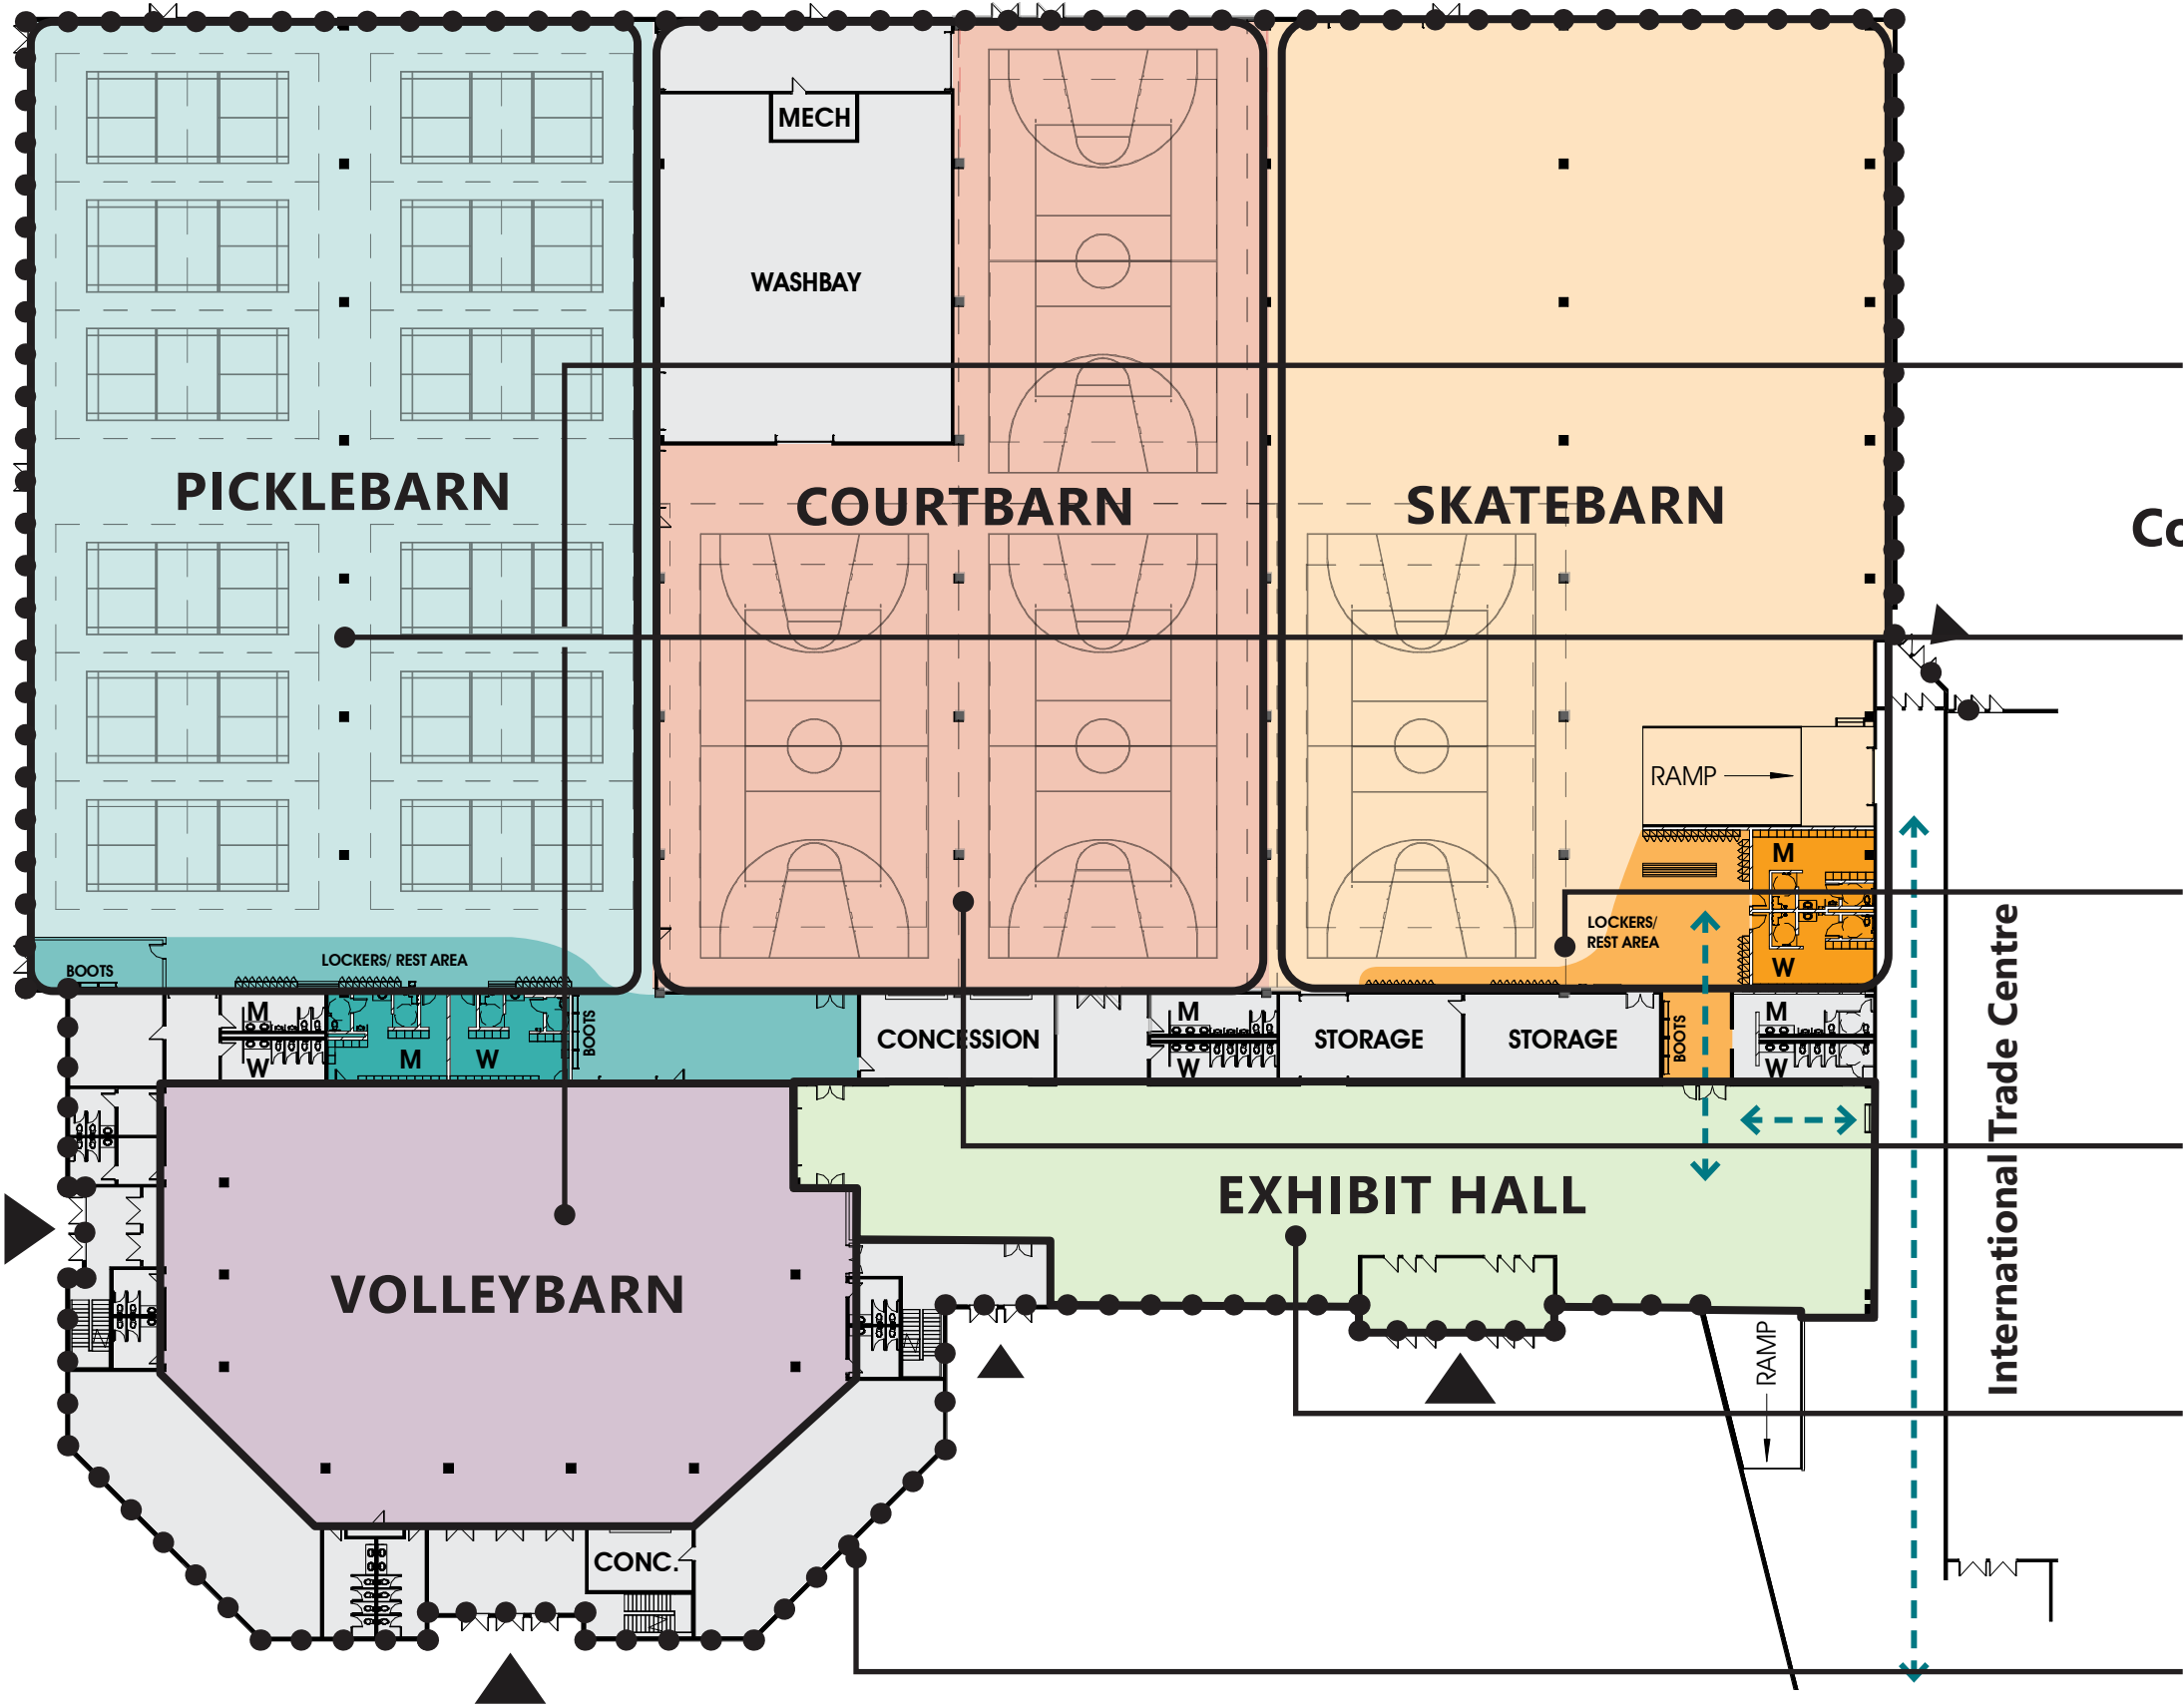 MECH
WASHBAY
PICKLEBARN
COURTBARN
SKATEBARN
Co
RAMP
M
LOCKERS/
REST AREA
W
LOCKERS/ REST AREA
BOOTS
M
W
M
W
BOOTS
CONCESSION
M
W
STORAGE
STORAGE
BOOTS
M
W
International Trade Centre
EXHIBIT HALL
VOLLEYBARN
RAMP
CONC.